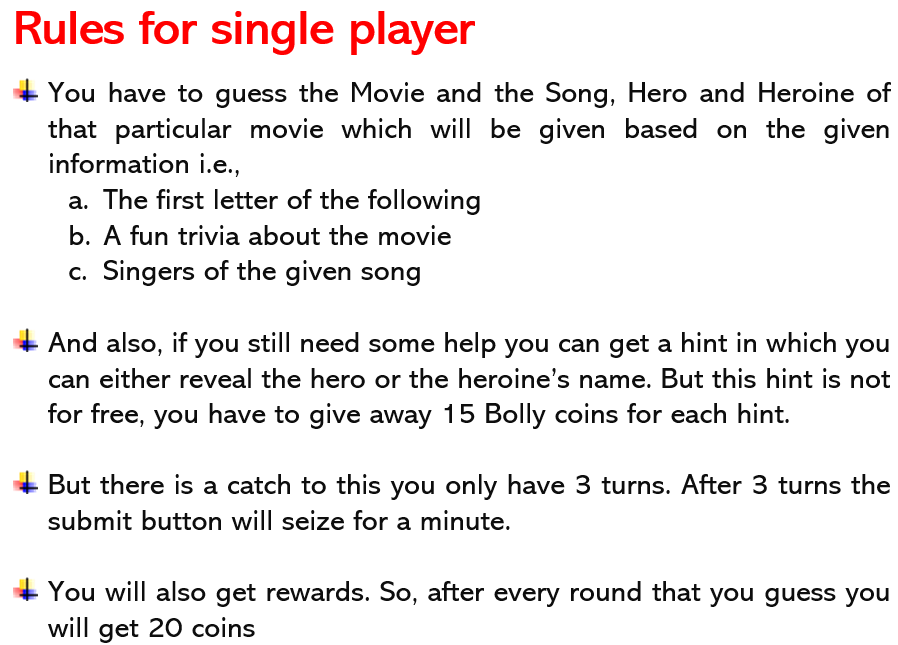 Rules for single player
You have to guess the Movie and the Song, Hero and Heroine of
that particular movie which will be given based on the given
information i.e.,
a. The first letter of the following
b. A fun trivia about the movie
c. Singers of the given song
And also, if you still need some help you can get a hint in which you
can either reveal the hero or the heroine’s name. But this hint is not
for free, you have to give away 15 Bolly coins for each hint.
But there is a catch to this you only have 3 turns. After 3 turns the
submit button will seize for a minute.
You will also get rewards. So, after every round that you guess you
will get 20 coins